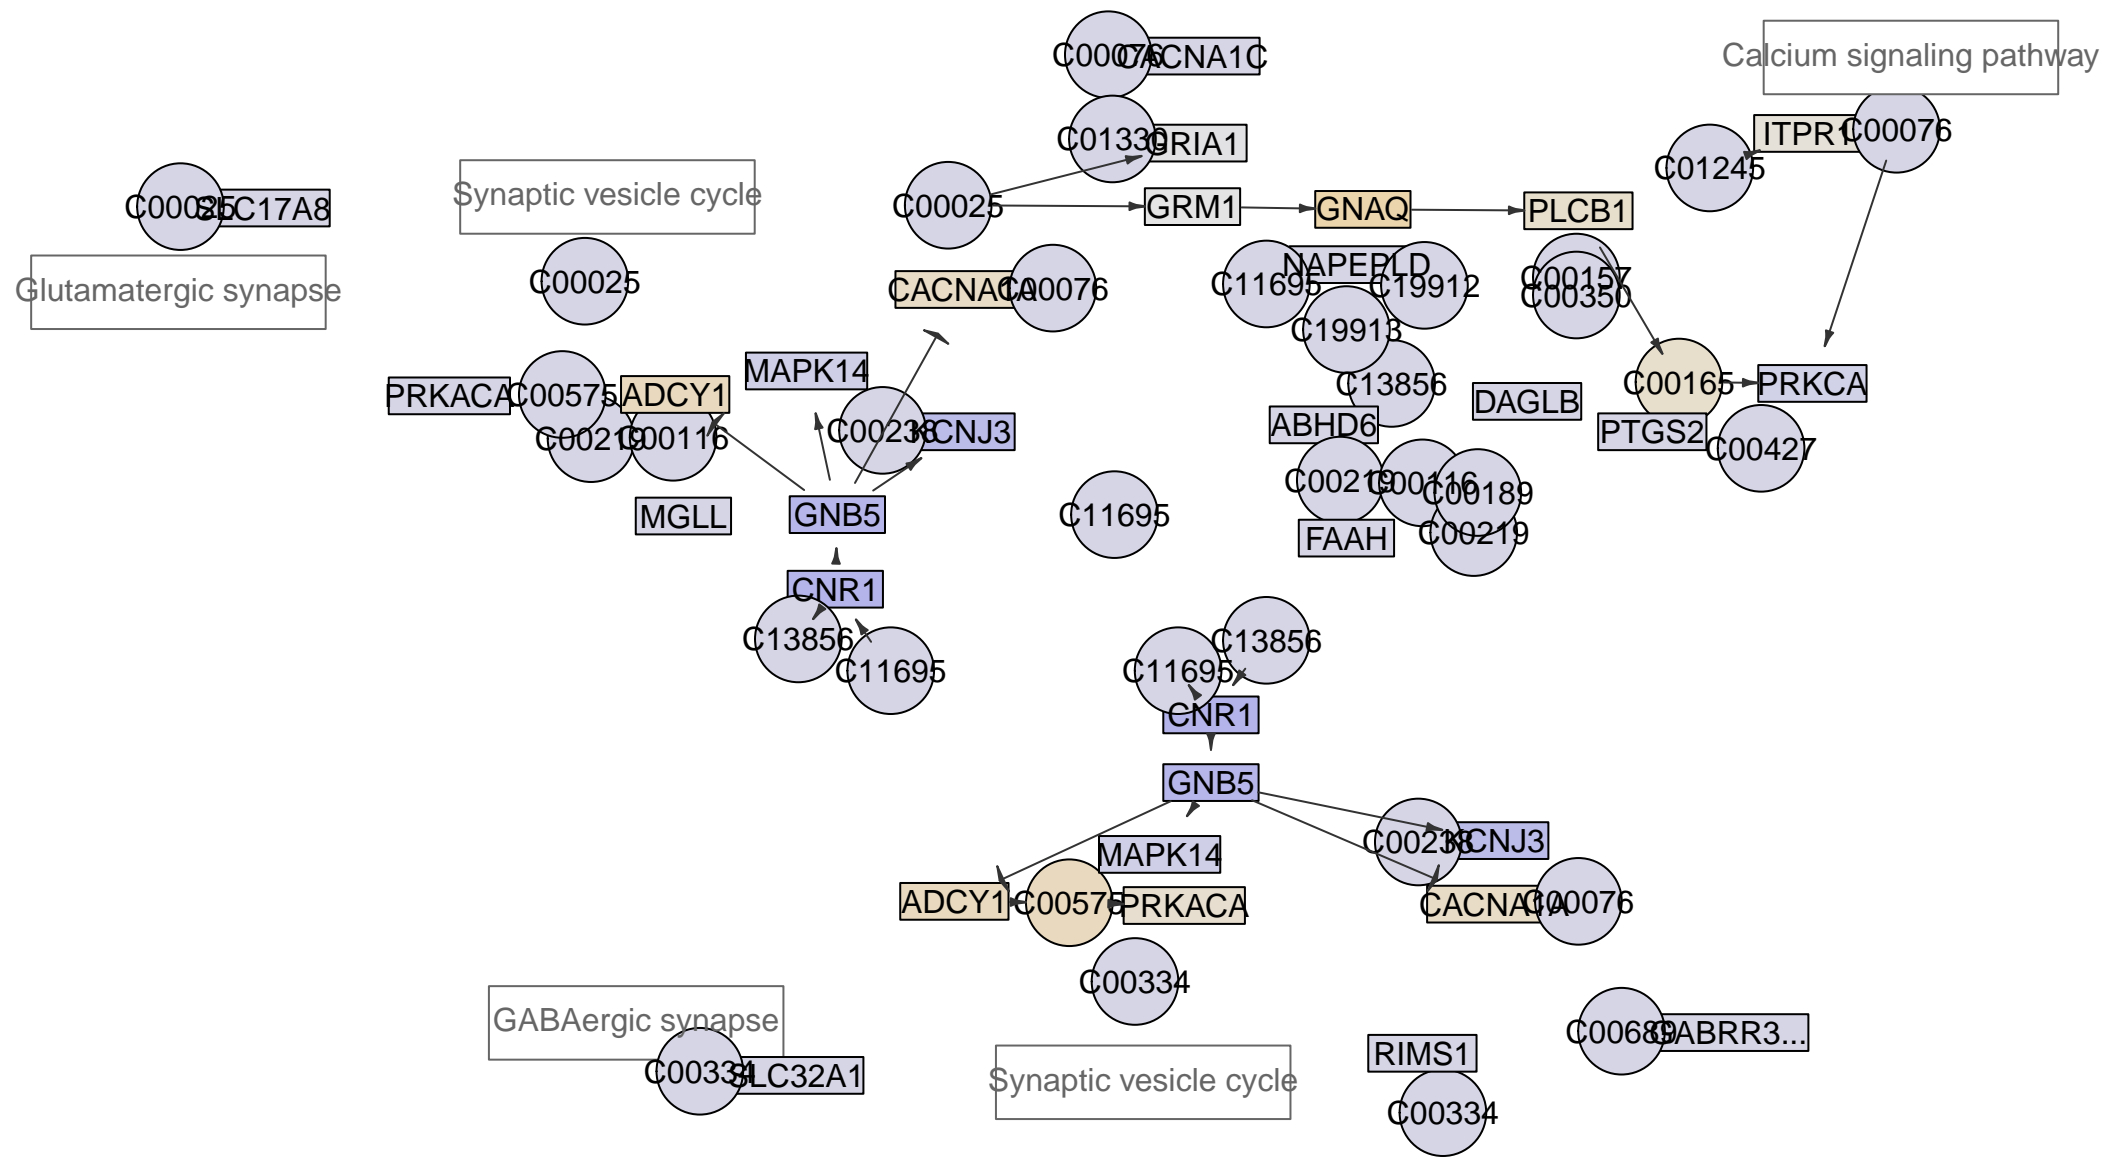 C00076
CACNA1C
Calcium signaling pathway
C01330
GRIA1
ITPR1
C00076
C01245
C00025
SLC17A8
Synaptic vesicle cycle
C00025
GRM1
GNAQ
PLCB1
Glutamatergic synapse
C00025
CACNA1A
C00076
C11695
NAPEPLD
C19912
C00157
C00350
C19913
C13856
MAPK14
PRKACA
C00575
ADCY1
C00219
C00116
C00238
KCNJ3
ABHD6
DAGLB
C00165
PRKCA
PTGS2
C00427
MGLL
GNB5
C11695
C00219
C00116
C00189
C00219
FAAH
CNR1
C13856
C11695
C11695
C13856
CNR1
GNB5
MAPK14
C00238
KCNJ3
ADCY1
C00575
PRKACA
CACNA1A
C00076
C00334
GABAergic synapse
C00334
SLC32A1
Synaptic vesicle cycle
RIMS1
C00334
C00689
GABRR3...